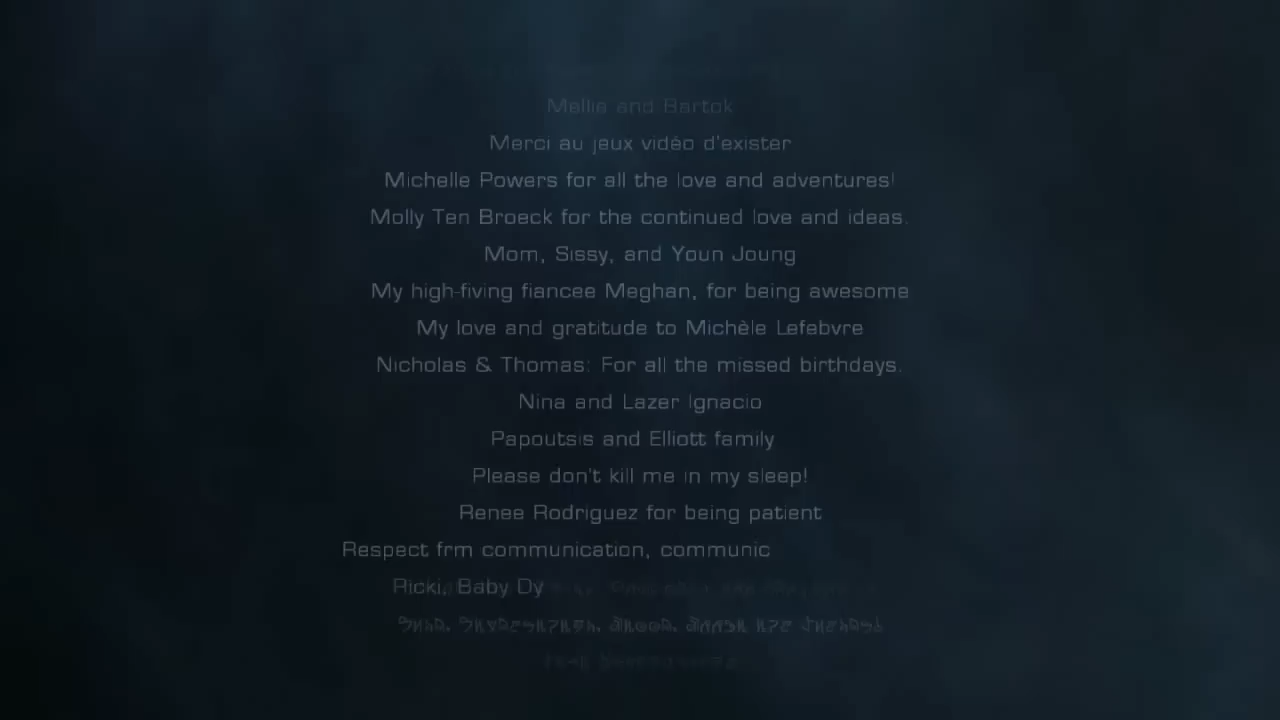 Mellie and Bartok
Merci au jeux vidéo d'exister
Michelle Powers for all the love and adventures!
Molly Ten Broeck for the continued love and ideas.
Mom, Sissy, and Youn Joung
My high-fiving fiancee Meghan, for being awesome
My love and gratitude to Michèle Lefebvre
Nicholas & Thomas: For all the missed birthdays.
Nina and Lazer Ignacio
Papoutsis and Elliott family
Please don't kill me in my sleep!
Renee Rodriguez for being patient
Respect frm communication, communic
Ricki, Baby Dy